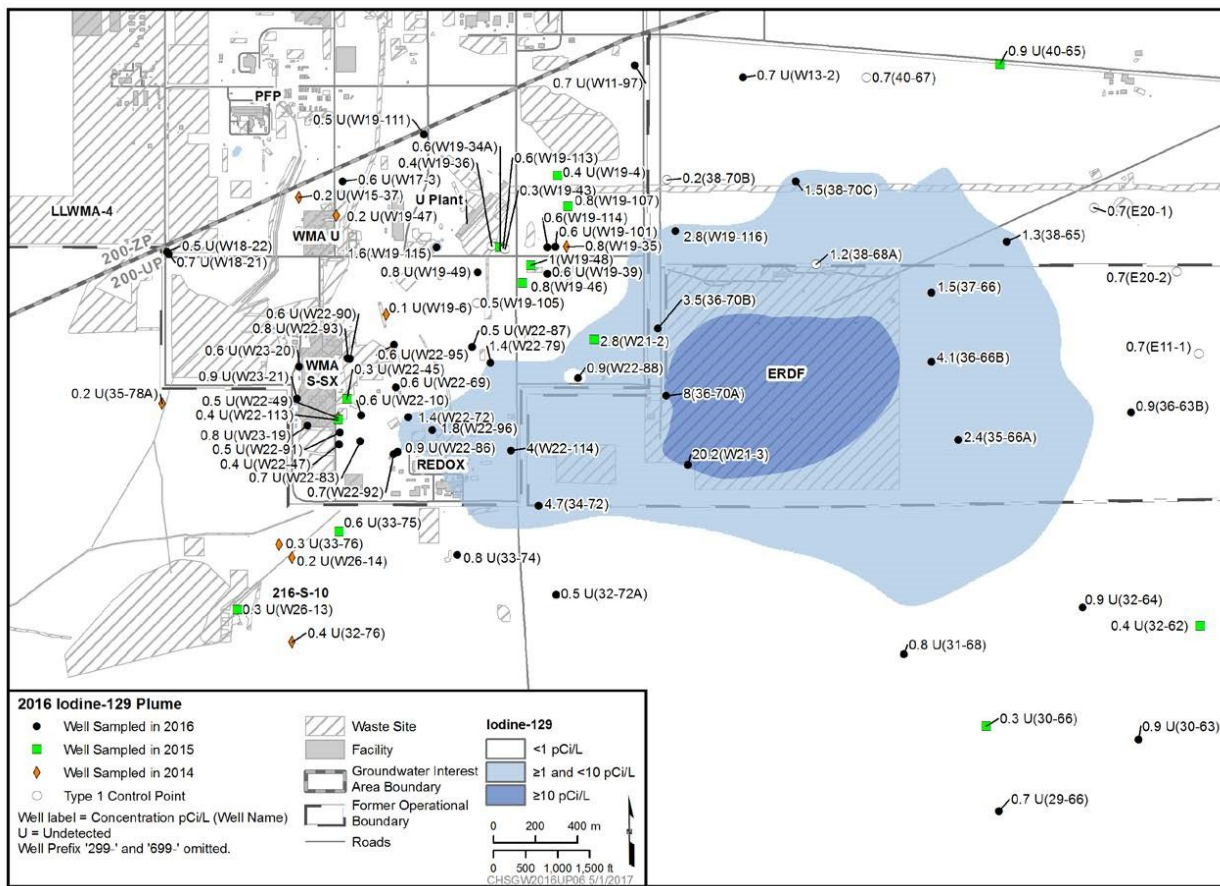 0.9 U(40-65)
0.7 U(W11-97)
0.7 U(W13-2)
0.7(40-67)
PFP
0.5 U(W19-111)
0.6(W19-34A)
0.4(W19-36)
0.6(W19-113)
0.4 U(W19-4)
0.3(W19-43)
0.6 U(W17-3)
0.2 U(W15-37)
U Plant
0.8(W19-107)
0.2(38-70B)
1.5(38-70C)
LLWMA-4
0.2 U(W19-47)
0.6(W19-114)
0.7(E20-1)
WMA U
0.6 U(W19-101)
2.8(W19-116)
1.3(38-65)
200-ZP
200-UP
0.5 U(W18-22)
0.7 U(W18-21)
1.6(W19-115)
0.8(W19-35)
1(W19-48)
1.2(38-68A)
0.8 U(W19-49)
0.6 U(W19-39)
0.7(E20-2)
0.8(W19-46)
1.5(37-66)
0.5(W19-105)
0.1 U(W19-6)
0.6 U(W22-90)
0.8 U(W22-93)
3.5(36-70B)
0.5 U(W22-87)
1.4(W22-79)
2.8(W21-2)
0.6 U(W23-20)
WMA
S-SX
0.6 U(W22-95)
0.3 U(W22-45)
0.7(E11-1)
4.1(36-66B)
0.9 U(W23-21)
0.6 U(W22-69)
0.9(W22-88)
ERDF
0.2 U(35-78A)
0.5 U(W22-49)
0.6 U(W22-10)
8(36-70A)
0.4 U(W22-113)
1.4(W22-72)
0.9(36-63B)
0.8 U(W23-19)
1.8(W22-96)
2.4(35-66A)
0.5 U(W22-91)
0.9 U(W22-86)
4(W22-114)
0.4 U(W22-47)
REDOX
20.2(W21-3)
0.7 U(W22-83)
0.7(W22-92)
4.7(34-72)
0.6 U(33-75)
0.3 U(33-76)
0.2 U(W26-14)
0.8 U(33-74)
216-S-10
0.5 U(32-72A)
0.3 U(W26-13)
0.9 U(32-64)
0.4 U(32-62)
0.4 U(32-76)
0.8 U(31-68)
0.3 U(30-66)
0.9 U(30-63)
0.7 U(29-66)
2016 Iodine-129 Plume
Well Sampled in 2016
Well Sampled in 2015
Well Sampled in 2014
Type 1 Control Point
Well label = Concentration pCi/L (Well Name)
U = Undetected
Well Prefix '299-' and '699-' omitted.
Waste Site
Facility
Groundwater Interest
Area Boundary
Former Operational
Boundary
Roads
Iodine-129
<1 pCi/L
≥1 and <10 pCi/L
≥10 pCi/L
0 200 400 m
0 500 1,000 1,500 ft
CHSGW2016UP06 5/1/2017